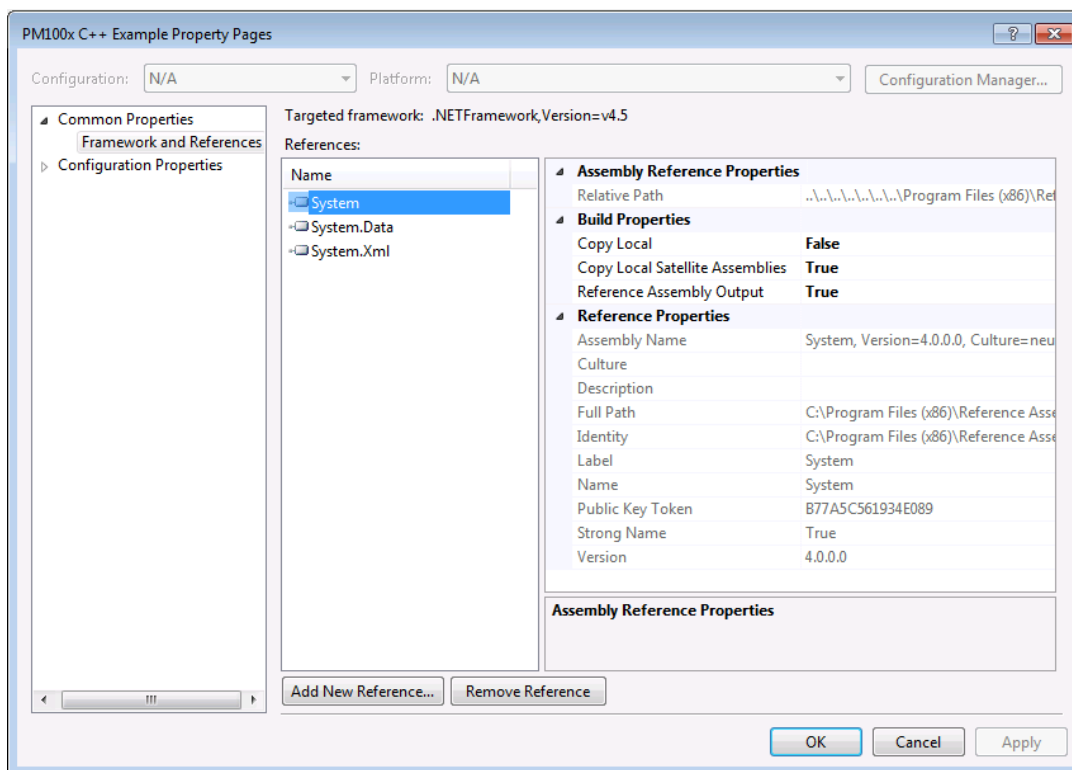 PM100x C++ Example Property Pages
Configuration: N/A Platform: N/A Configuration Manager...
Common Properties
Framework and References
Configuration Properties
Targeted framework: .NETFramework,Version=v4.5
References:
Name
System
System.Data
System.Xml
Assembly Reference Properties
Relative Path ..\..\..\..\..\..\..\Program Files (x86)\Ref
Build Properties
Copy Local False
Copy Local Satellite Assemblies True
Reference Assembly Output True
Reference Properties
Assembly Name System, Version=4.0.0.0, Culture=neu
Culture
Description
Full Path C:\Program Files (x86)\Reference Asse
Identity C:\Program Files (x86)\Reference Asse
Label System
Name System
Public Key Token B77A5C561934E089
Strong Name True
Version 4.0.0.0
Assembly Reference Properties
Add New Reference... Remove Reference
OK Cancel Apply